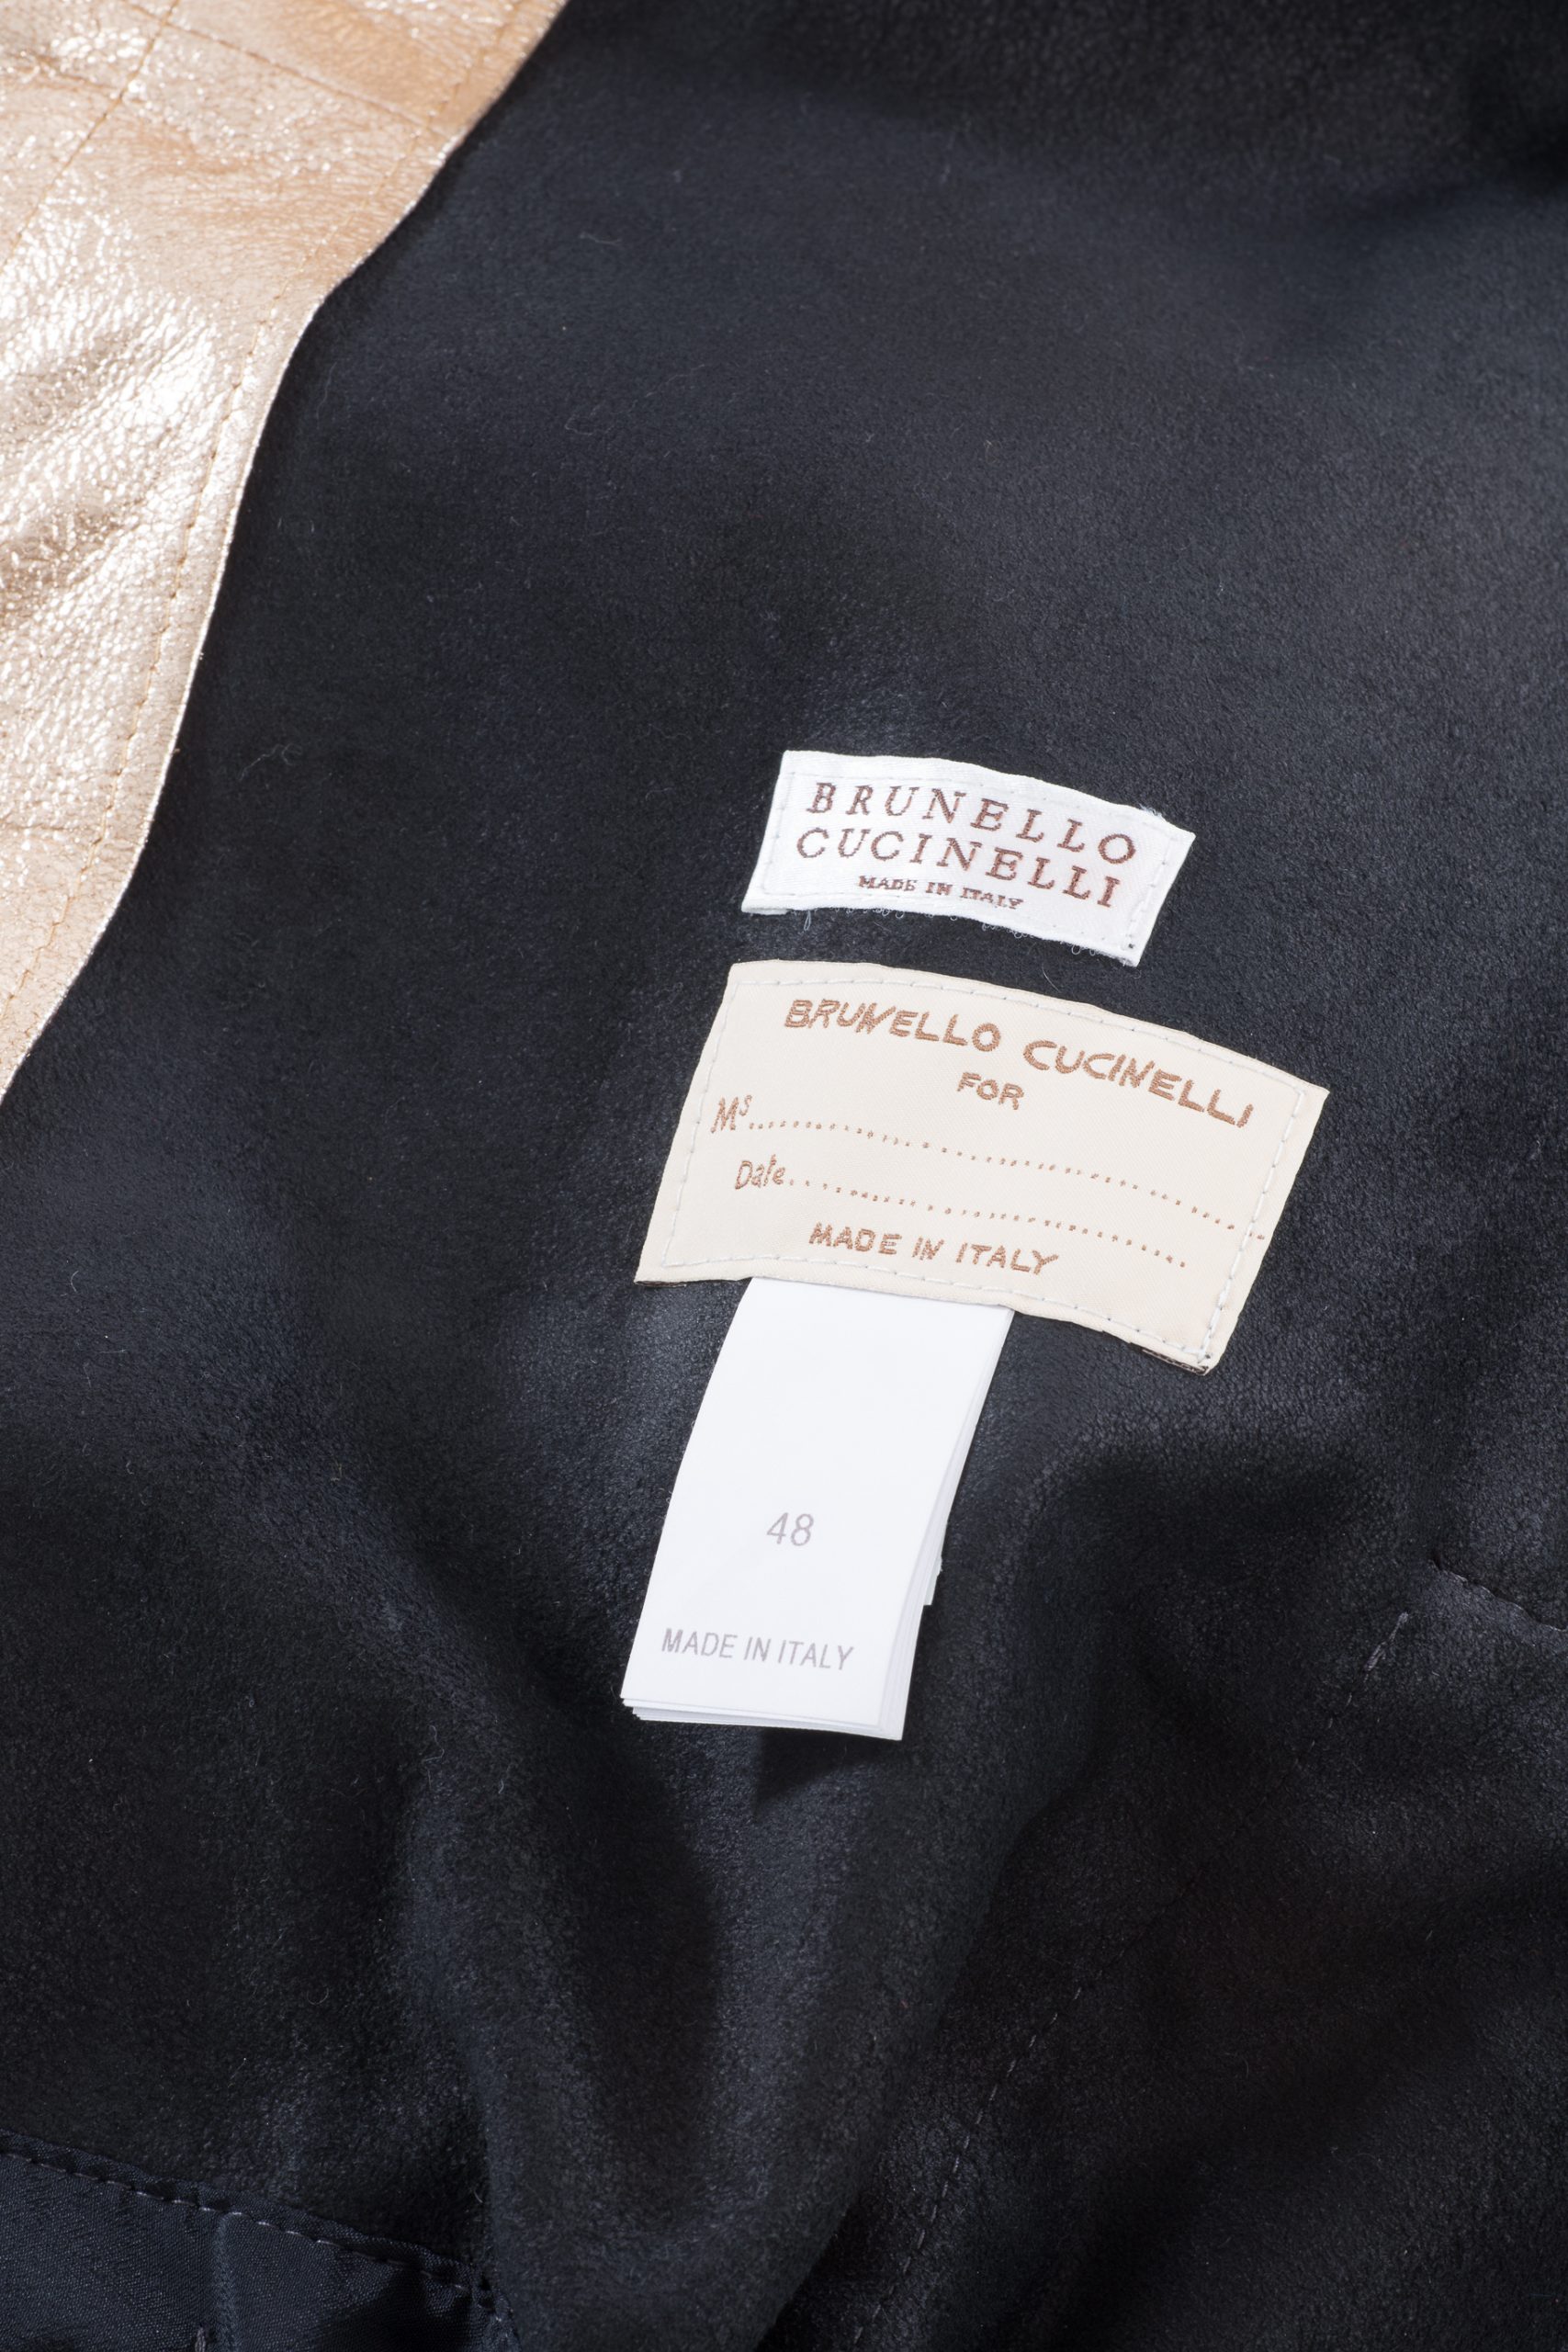 BRUNELLO
CUCINELLI
MADE IN ITALY
BRUNELLO CUCINELLI
FOR
Ms..............................................
Date......................................
MADE IN ITALY
48
MADE IN ITALY